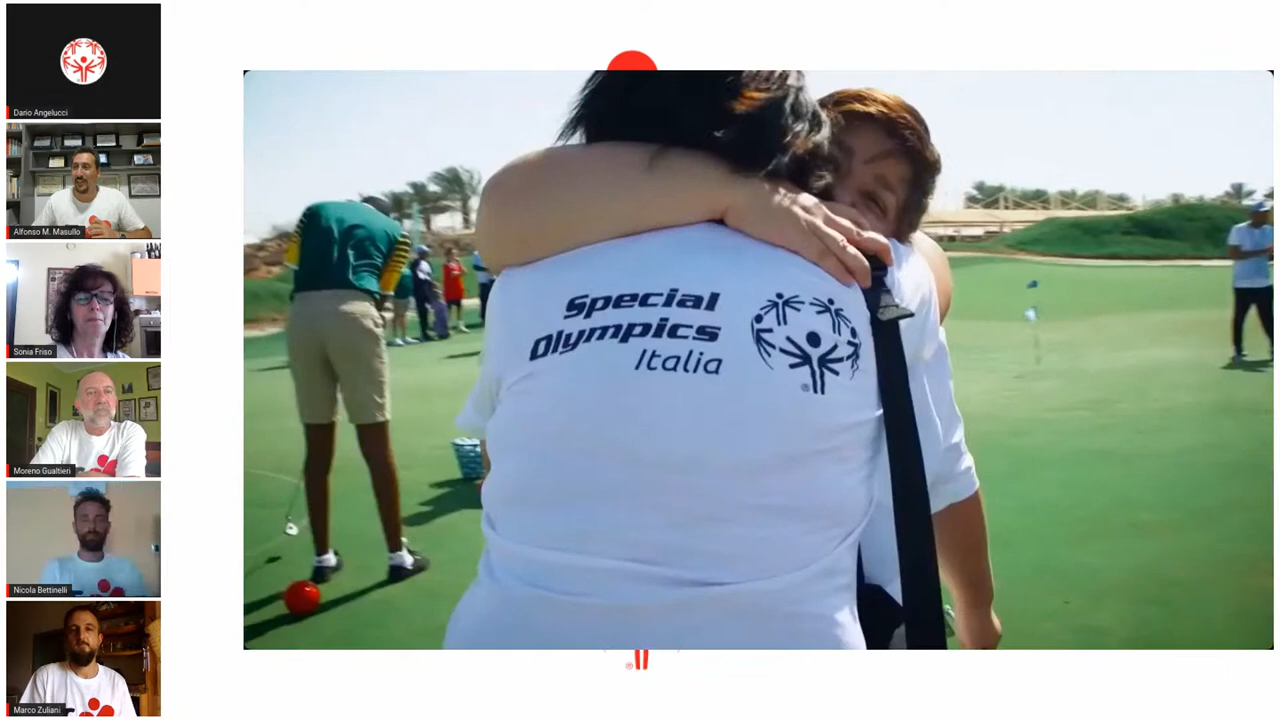 Dario Angelucci
Alfonso M. Masullo
Sonia Friso
Moreno Gualtieri
Nicola Bettinelli
Marco Zuliani
Special
Olympics
Italia
®
®